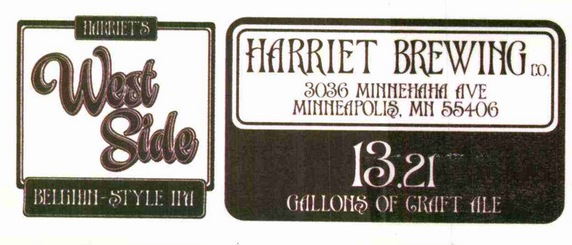 HARRIET'S
West
Side
BELGIAN-STYLE IPA
HARRIET BREWING CO.
3036 MINNEHAHA AVE
MINNEAPOLIS, MN 55406
13.21
GALLONS OF CRAFT ALE